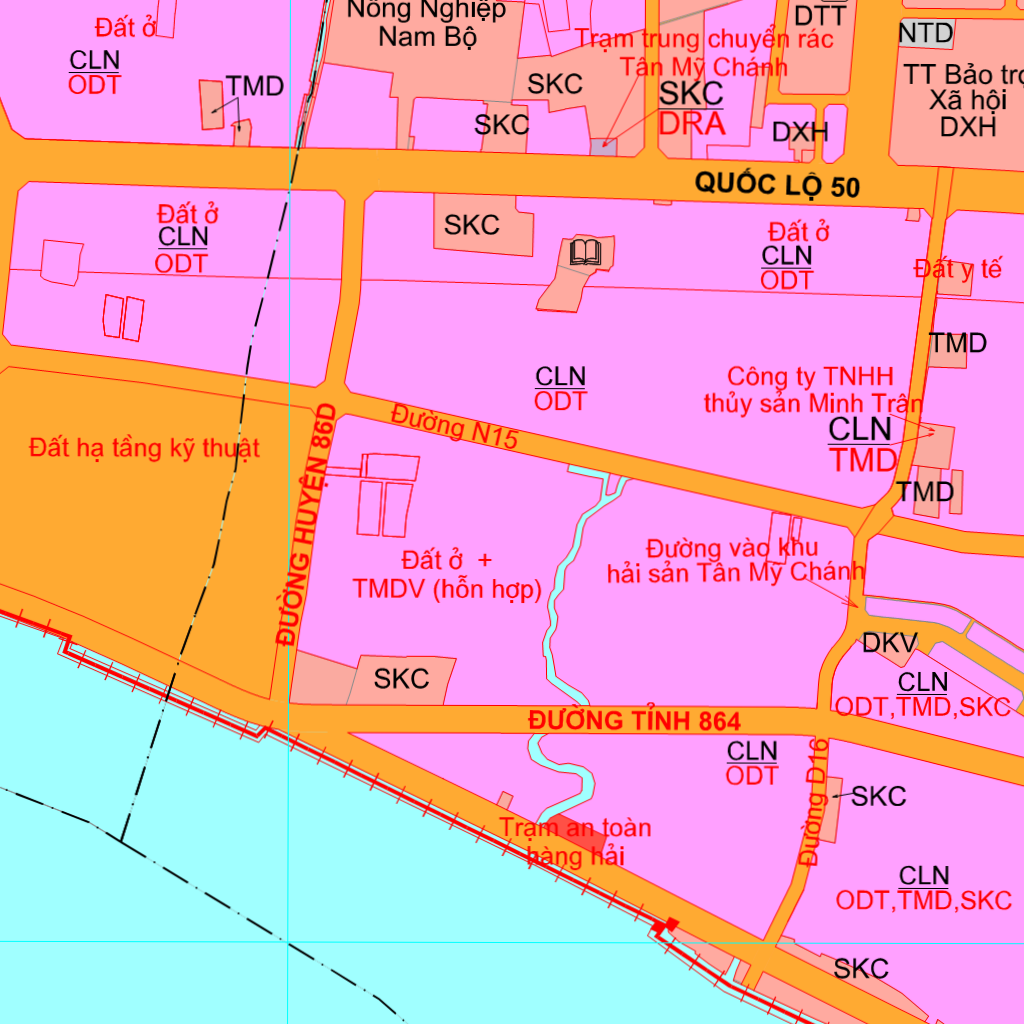 Nông Nghiệp
Nam Bộ
Đất ở
CLN
ODT
TMD
SKC
SKC
Trạm trung chuyển rác
Tân Mỹ Chánh
SKC
DRA
DTT
NTD
DXH
TT Bảo trợ
Xã hội
DXH
QUỐC LỘ 50
Đất ở
CLN
ODT
SKC
Đất ở
CLN
ODT
Đất y tế
TMD
CLN
ODT
Công ty TNHH
thủy sản Minh Trân
CLN
TMD
TMD
Đường N15
Đất hạ tầng kỹ thuật
ĐƯỜNG HUYỆN 86D
Đất ở +
TMDV (hỗn hợp)
Đường vào khu
hải sản Tân Mỹ Chánh
DKV
SKC
CLN
ODT,TMD,SKC
ĐƯỜNG TỈNH 864
CLN
ODT
Đường D16
SKC
Trạm an toàn
hàng hải
CLN
ODT,TMD,SKC
SKC